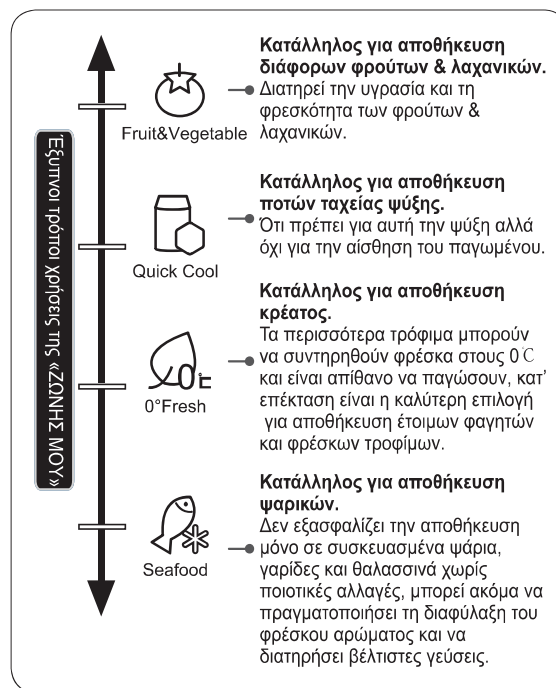 Έξυπνοι τρόποι χρήσεις της «ΖΩΝΗΣ ΜΟΥ»
Fruit&Vegetable
Κατάλληλος για αποθήκευση
διάφορων φρούτων & λαχανικών.
Διατηρεί την υγρασία και τη
φρεσκότητα των φρούτων &
λαχανικών.
Quick Cool
Κατάλληλος για αποθήκευση
ποτών ταχείας ψύξης.
Ότι πρέπει για αυτή την ψύξη αλλά
όχι για την αίσθηση του παγωμένου.
0°Fresh
Κατάλληλος για αποθήκευση
κρέατος.
Τα περισσότερα τρόφιμα μπορούν
να συντηρηθούν φρέσκα στους 0℃
και είναι απίθανο να παγώσουν, κατ’
επέκταση είναι η καλύτερη επιλογή
για αποθήκευση έτοιμων φαγητών
και φρέσκων τροφίμων.
Seafood
Κατάλληλος για αποθήκευση
ψαρικών.
Δεν εξασφαλίζει την αποθήκευση
μόνο σε συσκευασμένα ψάρια,
γαρίδες και θαλασσινά χωρίς
ποιοτικές αλλαγές, μπορεί ακόμα να
πραγματοποιήσει τη διαφύλαξη του
φρέσκου αρώματος και να
διατηρήσει βέλτιστες γεύσεις.